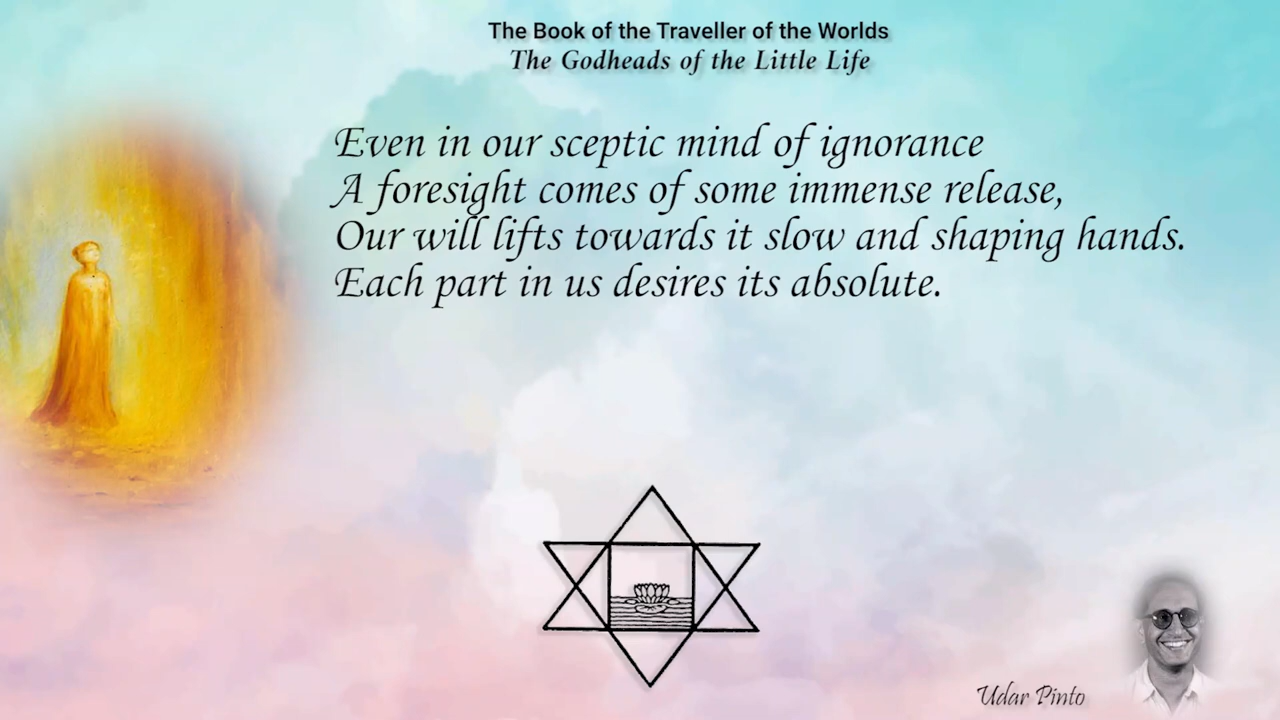 The Book of the Traveller of the Worlds
The Godheads of the Little Life
Even in our sceptic mind of ignorance
A foresight comes of some immense release,
Our will lifts towards it slow and shaping hands.
Each part in us desires its absolute.
Udar Pinto